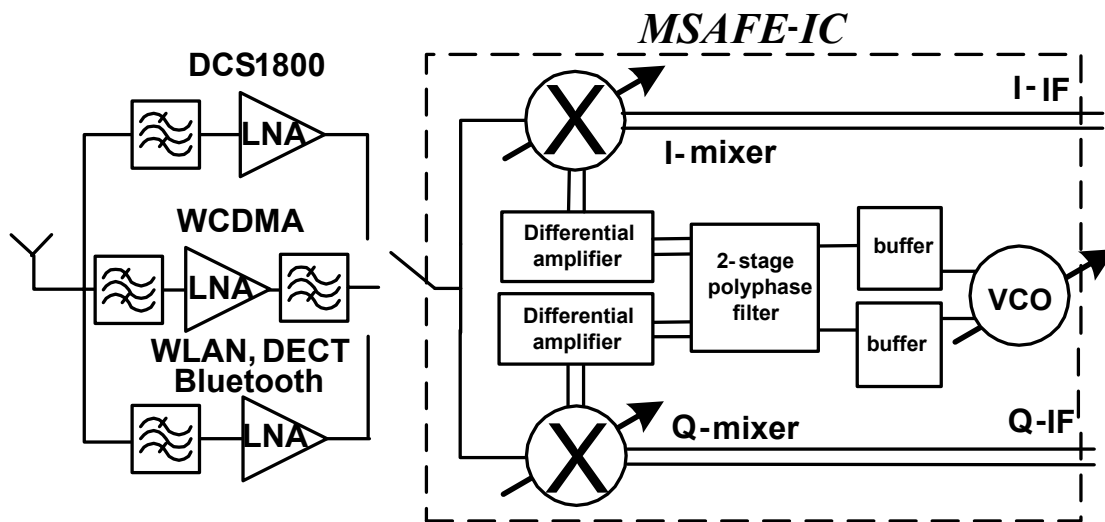 MSAFE-IC
DCS1800
LNA
I-IF
I-mixer
WCDMA
LNA
Differential
amplifier
2-stage
polyphase
filter
buffer
VCO
Differential
amplifier
buffer
WLAN, DECT
Bluetooth
LNA
Q-mixer
Q-IF